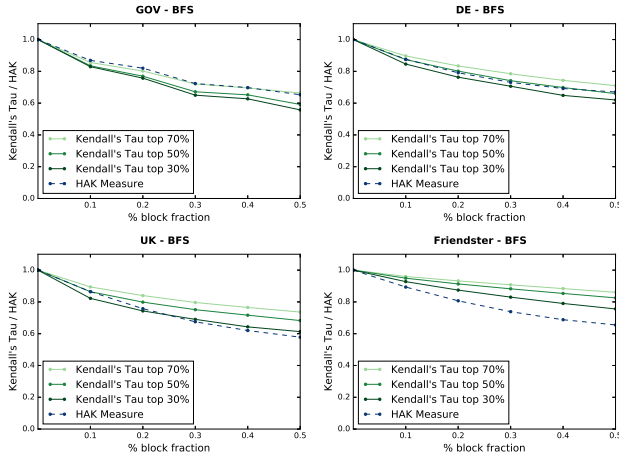 GOV - BFS
1.0
0.8
0.6
0.4
0.2
0.0
Kendall's Tau / HAK
Kendall's Tau top 70%
Kendall's Tau top 50%
Kendall's Tau top 30%
HAK Measure
0.1 0.2 0.3 0.4 0.5
% block fraction
DE - BFS
1.0
0.8
0.6
0.4
0.2
0.0
Kendall's Tau / HAK
Kendall's Tau top 70%
Kendall's Tau top 50%
Kendall's Tau top 30%
HAK Measure
0.1 0.2 0.3 0.4 0.5
% block fraction
UK - BFS
1.0
0.8
0.6
0.4
0.2
0.0
Kendall's Tau / HAK
Kendall's Tau top 70%
Kendall's Tau top 50%
Kendall's Tau top 30%
HAK Measure
0.1 0.2 0.3 0.4 0.5
% block fraction
Friendster - BFS
1.0
0.8
0.6
0.4
0.2
0.0
Kendall's Tau / HAK
Kendall's Tau top 70%
Kendall's Tau top 50%
Kendall's Tau top 30%
HAK Measure
0.1 0.2 0.3 0.4 0.5
% block fraction